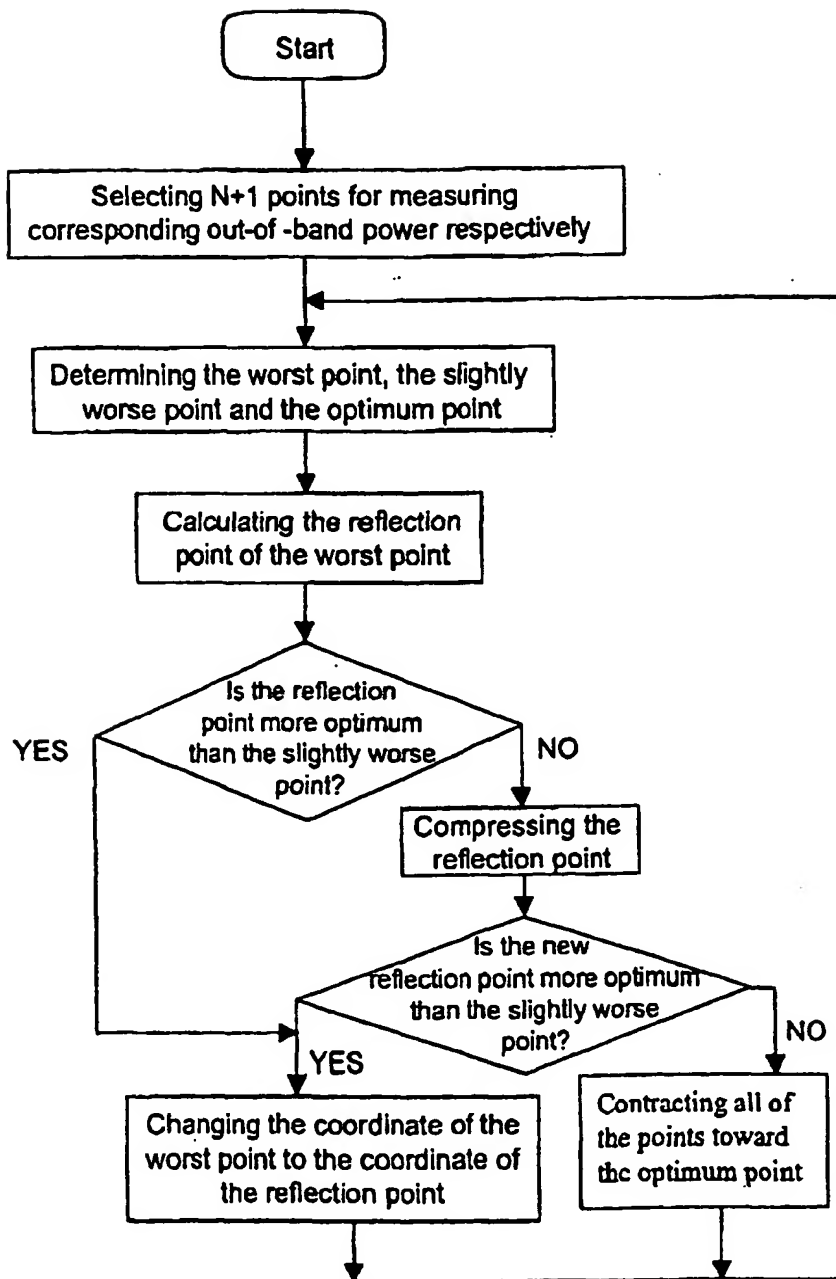 Start
Selecting N+1 points for measuring
corresponding out-of -band power respectively
Determining the worst point, the slightly
worse point and the optimum point
Calculating the reflection
point of the worst point
Is the reflection
point more optimum
than the slightly worse
point?
YES
NO
Compressing the
reflection point
Is the new
reflection point more optimum
than the slightly worse
point?
YES
NO
Changing the coordinate of the
worst point to the coordinate of
the reflection point
Contracting all of
the points toward
the optimum point